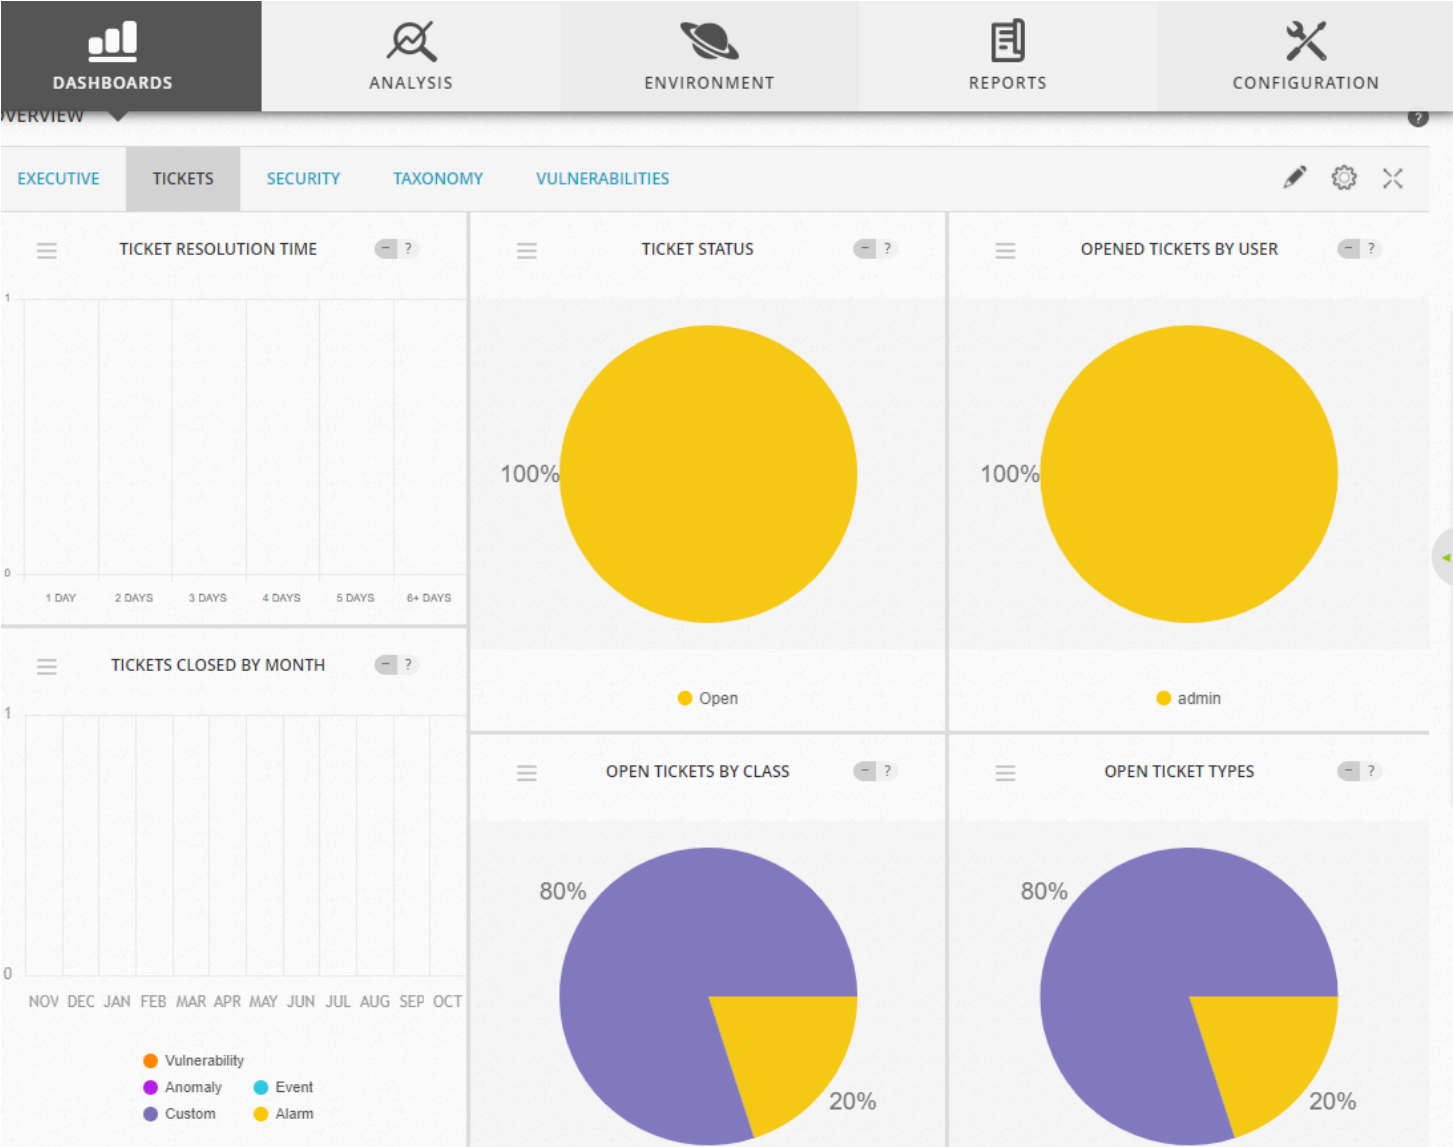 DASHBOARDS
ANALYSIS
ENVIRONMENT
REPORTS
CONFIGURATION
OVERVIEW
?
EXECUTIVE
TICKETS
SECURITY
TAXONOMY
VULNERABILITIES
TICKET RESOLUTION TIME
− ?
1
0
1 DAY 2 DAYS 3 DAYS 4 DAYS 5 DAYS 6+ DAYS
TICKETS CLOSED BY MONTH
− ?
1
0
NOV DEC JAN FEB MAR APR MAY JUN JUL AUG SEP OCT
Vulnerability
Anomaly Event
Custom Alarm
TICKET STATUS
− ?
100%
Open
OPENED TICKETS BY USER
− ?
100%
admin
OPEN TICKETS BY CLASS
− ?
80%
20%
OPEN TICKET TYPES
− ?
80%
20%